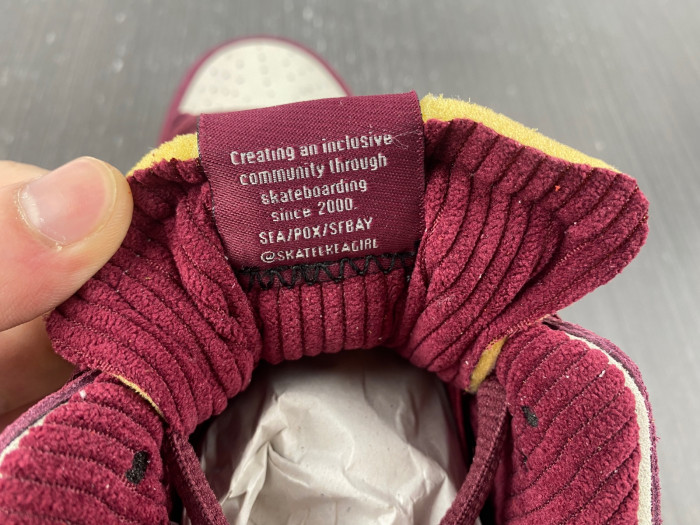 Creating an inclusive
community through
skateboarding
since 2000.
SEA/PDX/SFBAY
@SKATELIKEAGIRL